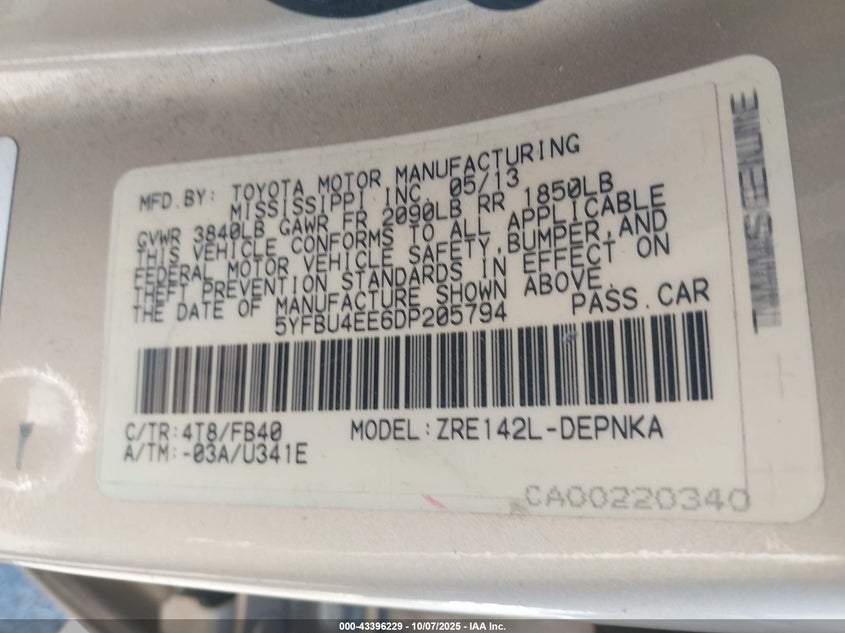 MFD.BY: TOYOTA MOTOR MANUFACTURING
MISSISSIPPI INC. 05/13
GVWR 3840LB GAWR FR 2090LB RR 1850LB
THIS VEHICLE CONFORMS TO ALL APPLICABLE
FEDERAL MOTOR VEHICLE SAFETY,BUMPER,AND
THEFT PREVENTION STANDARDS IN EFFECT ON
THE DATE OF MANUFACTURE SHOWN ABOVE.
5YFBU4EE6DP205794 PASS.CAR
C/TR:4T8/FB40 MODEL:ZRE142L-DEPNKA
A/TM:-03A/U341E
CA00220340
000-43396229 - 10/07/2025 - IAA Inc.